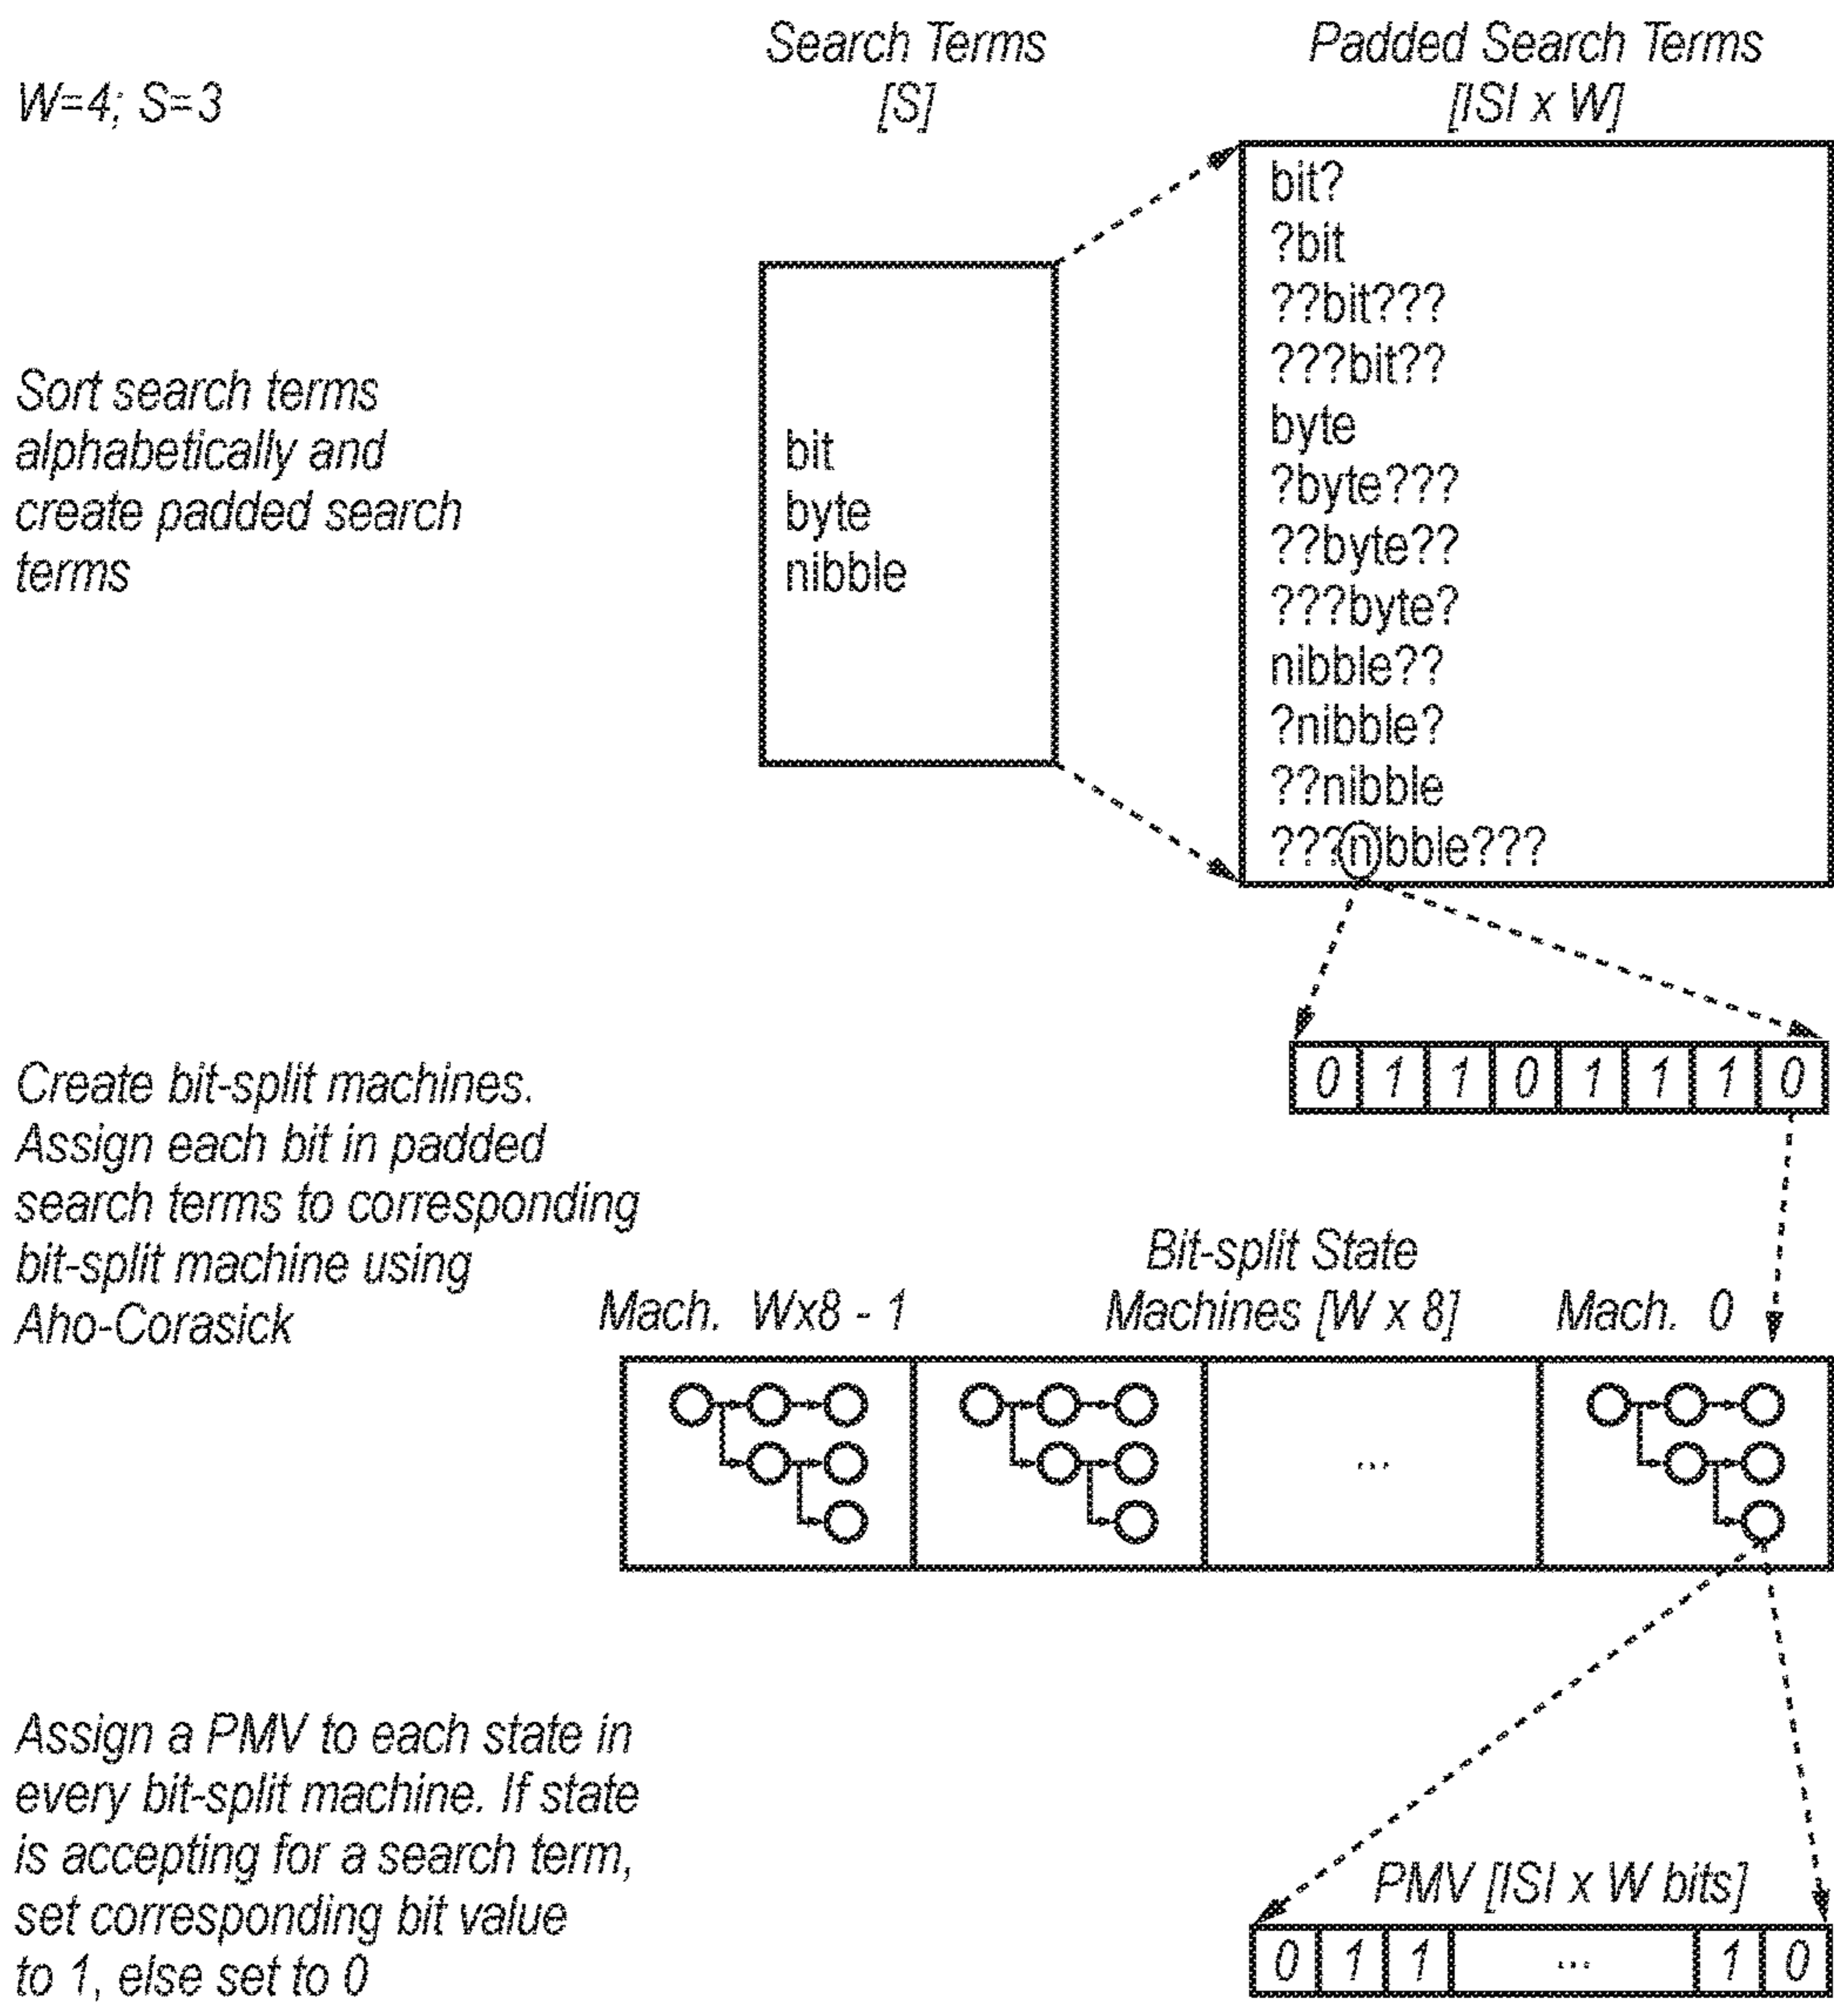 Search Terms
[S]
Padded Search Terms
[ISI x W]
W=4; S=3
Sort search terms
alphabetically and
create padded search
terms
bit
byte
nibble
bit?
?bit
??bit???
???bit??
byte
?byte???
??byte??
???byte?
nibble??
?nibble?
??nibble
???nibble???
0 1 1 0 1 1 1 0
Create bit-split machines.
Assign each bit in padded
search terms to corresponding
bit-split machine using
Aho-Corasick
Bit-split State
Machines [W x 8]
Mach. Wx8 - 1
Mach. 0
...
Assign a PMV to each state in
every bit-split machine. If state
is accepting for a search term,
set corresponding bit value
to 1, else set to 0
PMV [ISI x W bits]
0 1 1 ... 1 0